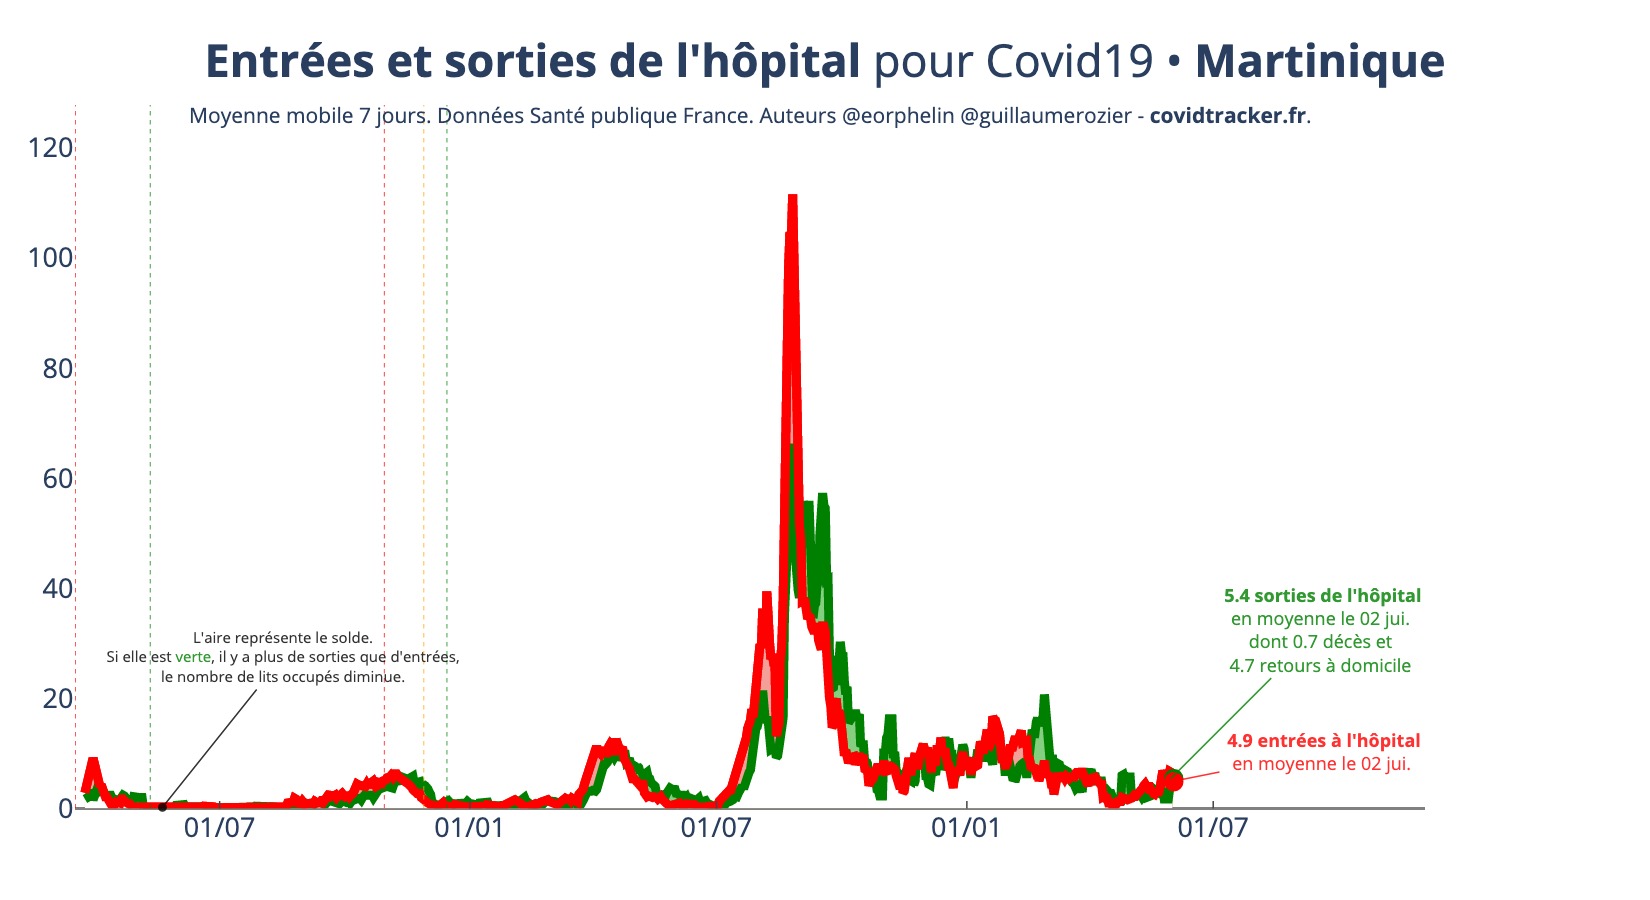 Entrées et sorties de l'hôpital pour Covid19 • Martinique
Moyenne mobile 7 jours. Données Santé publique France. Auteurs @eorphelin @guillaumerozier - covidtracker.fr.
120
100
80
60
40
20
0
L'aire représente le solde.
Si elle est verte, il y a plus de sorties que d'entrées,
le nombre de lits occupés diminue.
5.4 sorties de l'hôpital
en moyenne le 02 jui.
dont 0.7 décès et
4.7 retours à domicile
4.9 entrées à l'hôpital
en moyenne le 02 jui.
01/07
01/01
01/07
01/01
01/07